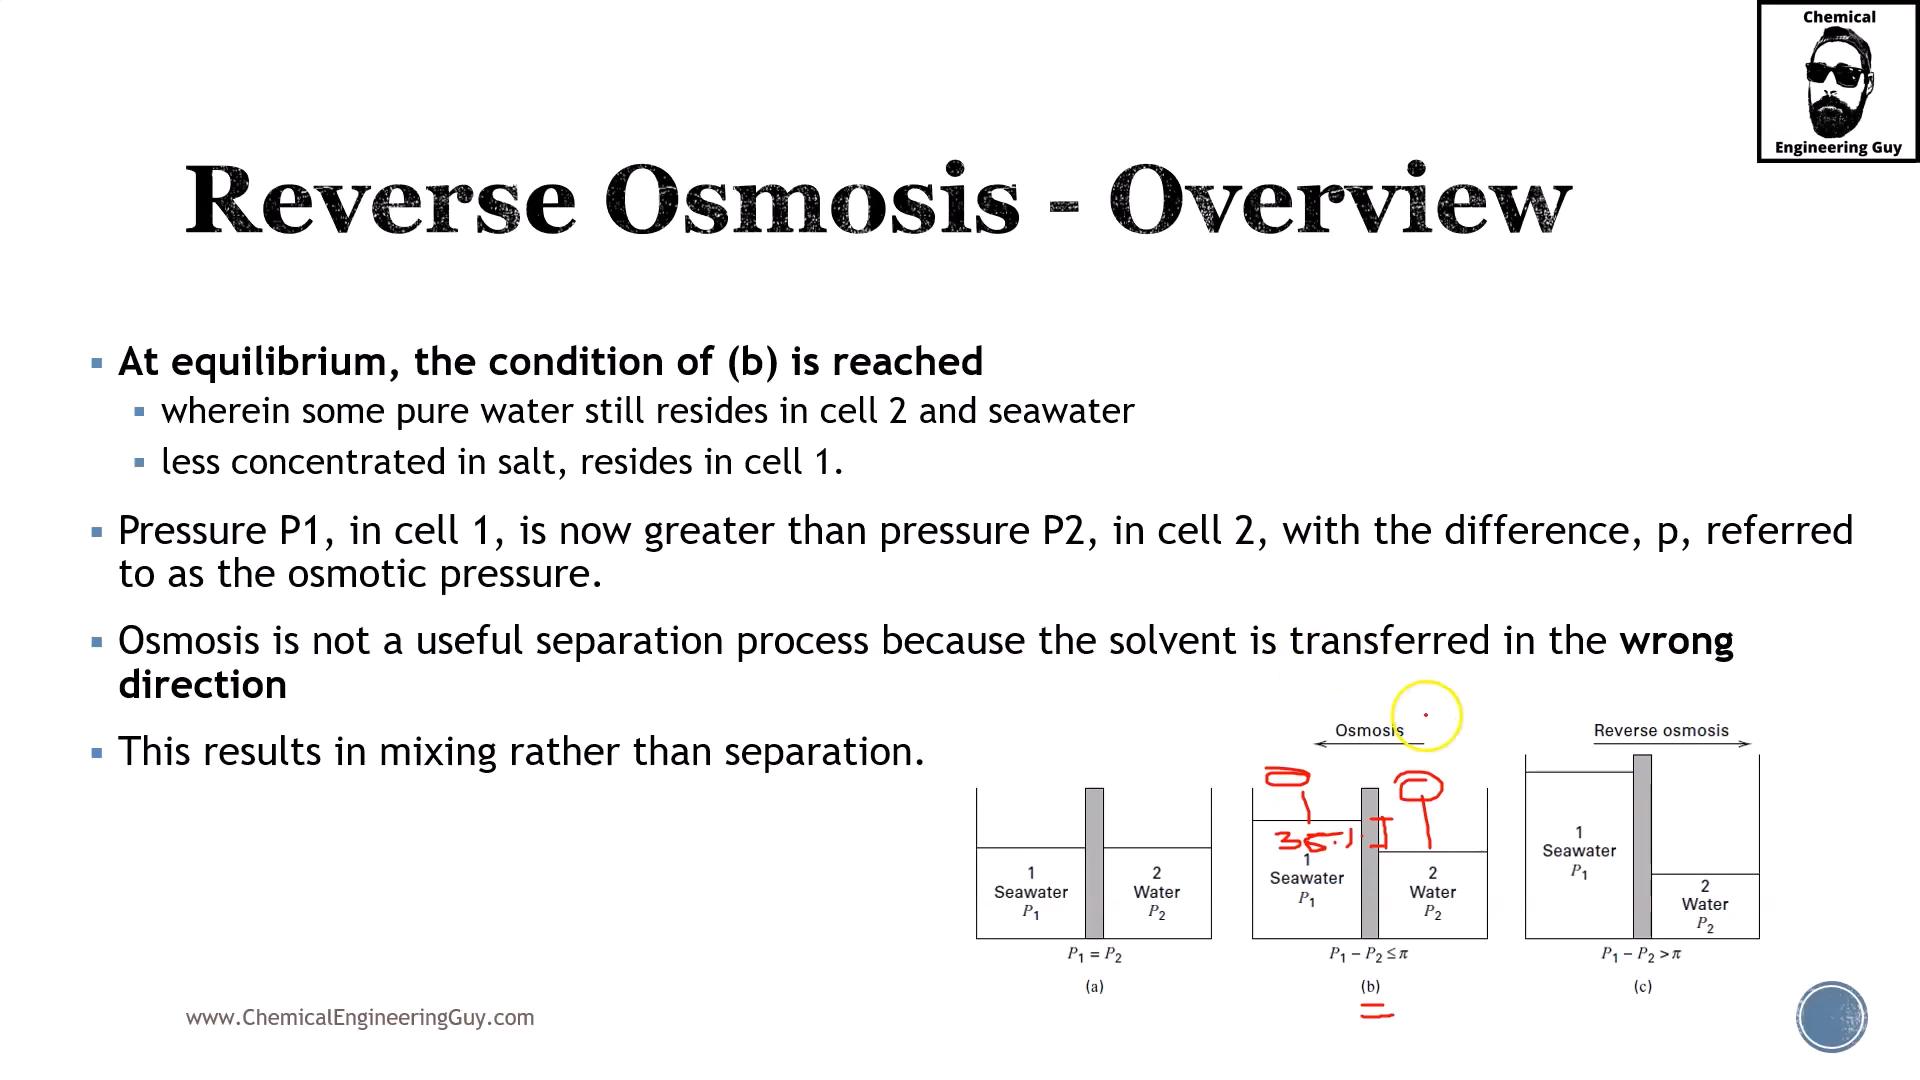 Chemical
Engineering Guy
Reverse Osmosis - Overview
At equilibrium, the condition of (b) is reached
wherein some pure water still resides in cell 2 and seawater
less concentrated in salt, resides in cell 1.
Pressure P1, in cell 1, is now greater than pressure P2, in cell 2, with the difference, p, referred
to as the osmotic pressure.
Osmosis is not a useful separation process because the solvent is transferred in the wrong
direction
This results in mixing rather than separation.
1
Seawater
P1
2
Water
P2
P1 = P2
(a)
Osmosis
1
Seawater
P1
2
Water
P2
P1 – P2 ≤ π
(b)
Reverse osmosis
1
Seawater
P1
2
Water
P2
P1 – P2 > π
(c)
www.ChemicalEngineeringGuy.com